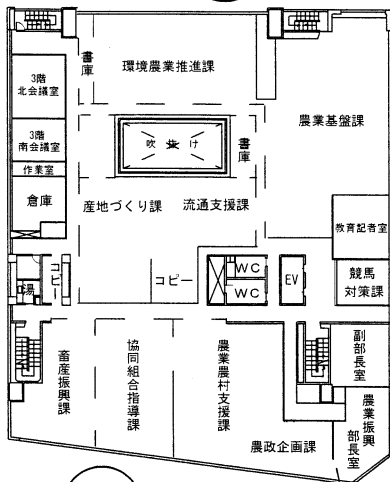 書庫
環境農業推進課
3階
北会議室
農業基盤課
3階
南会議室
吹抜け
書庫
作業室
倉庫
産地づくり課
流通支援課
教育記者室
コピー
湯
コピー
WC
WC
EV
競馬
対策課
畜産振興課
協同組合指導課
農業農村支援課
副部長室
農業振興
部長室
農政企画課